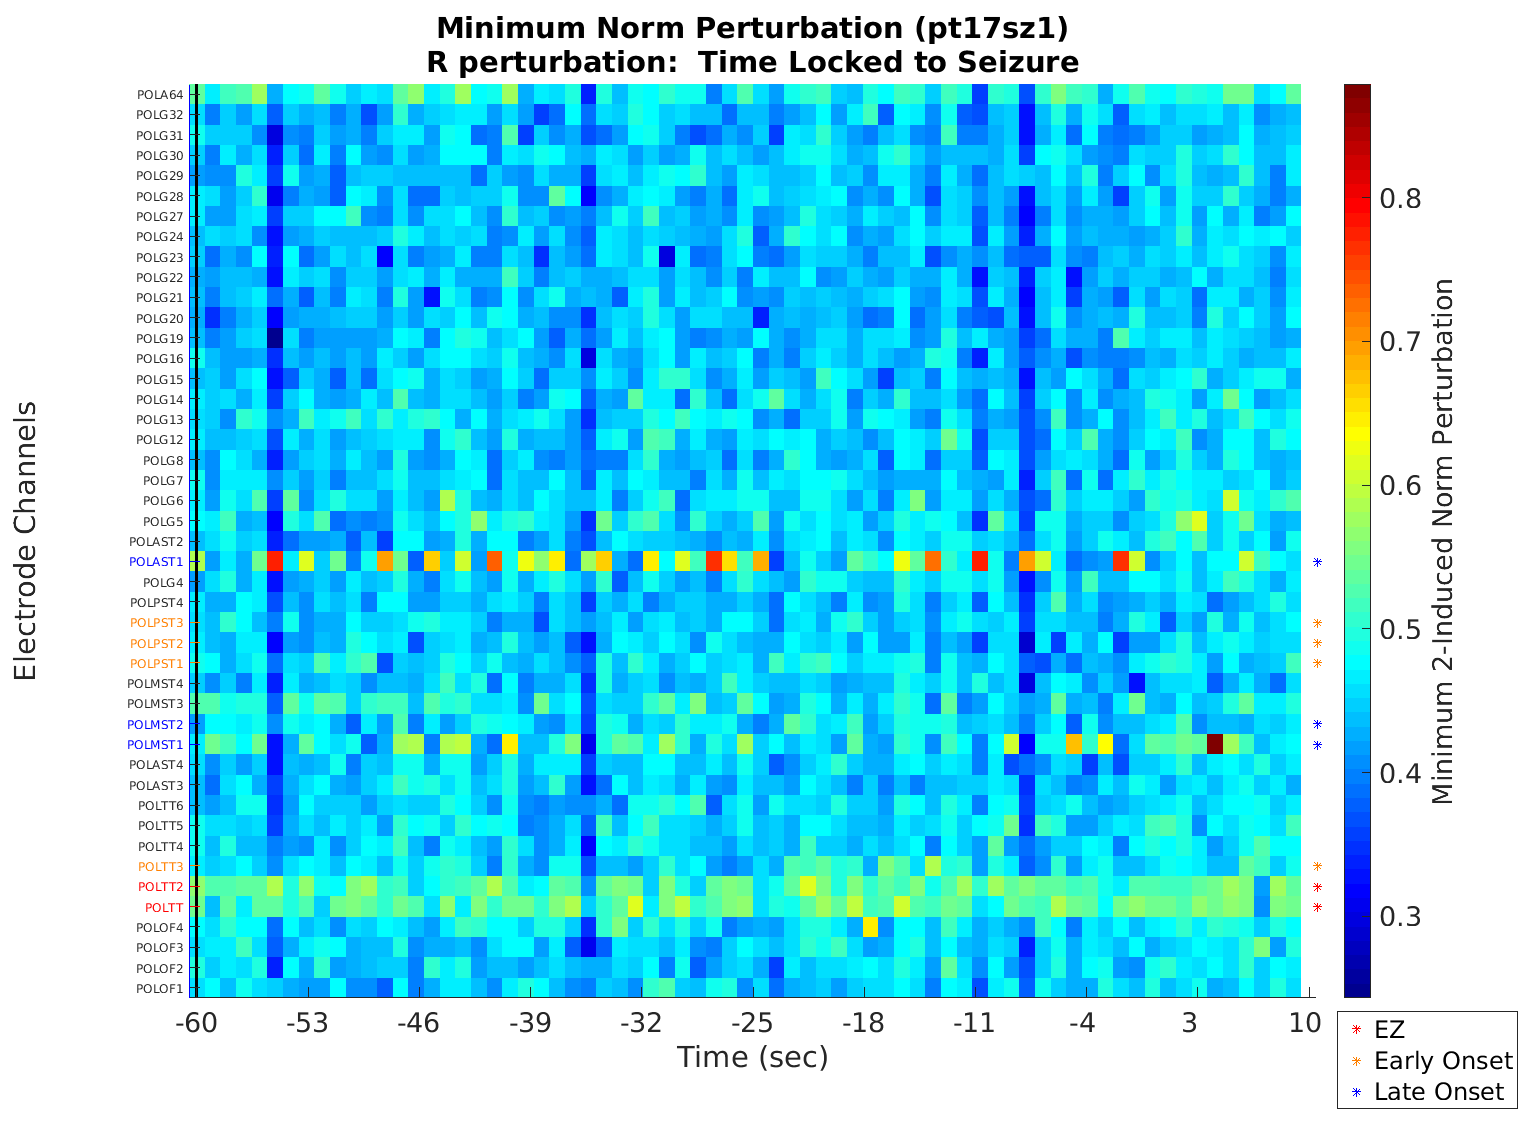 Minimum Norm Perturbation (pt17sz1)
R perturbation:  Time Locked to Seizure
Electrode Channels
POLA64
POLG32
POLG31
POLG30
POLG29
POLG28
POLG27
POLG24
POLG23
POLG22
POLG21
POLG20
POLG19
POLG16
POLG15
POLG14
POLG13
POLG12
POLG8
POLG7
POLG6
POLG5
POLAST2
POLAST1
POLG4
POLPST4
POLPST3
POLPST2
POLPST1
POLMST4
POLMST3
POLMST2
POLMST1
POLAST4
POLAST3
POLTT6
POLTT5
POLTT4
POLTT3
POLTT2
POLTT
POLOF4
POLOF3
POLOF2
POLOF1
-60 -53 -46 -39 -32 -25 -18 -11 -4 3 10
Time (sec)
0.8
0.7
0.6
0.5
0.4
0.3
Minimum 2-Induced Norm Perturbation
EZ
Early Onset
Late Onset